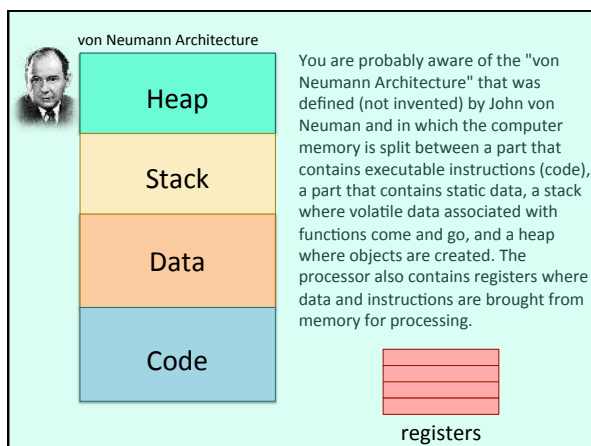 von Neumann Architecture
Heap
Stack
Data
Code
You are probably aware of the "von
Neumann Architecture" that was
defined (not invented) by John von
Neuman and in which the computer
memory is split between a part that
contains executable instructions (code),
a part that contains static data, a stack
where volatile data associated with
functions come and go, and a heap
where objects are created. The
processor also contains registers where
data and instructions are brought from
memory for processing.
registers